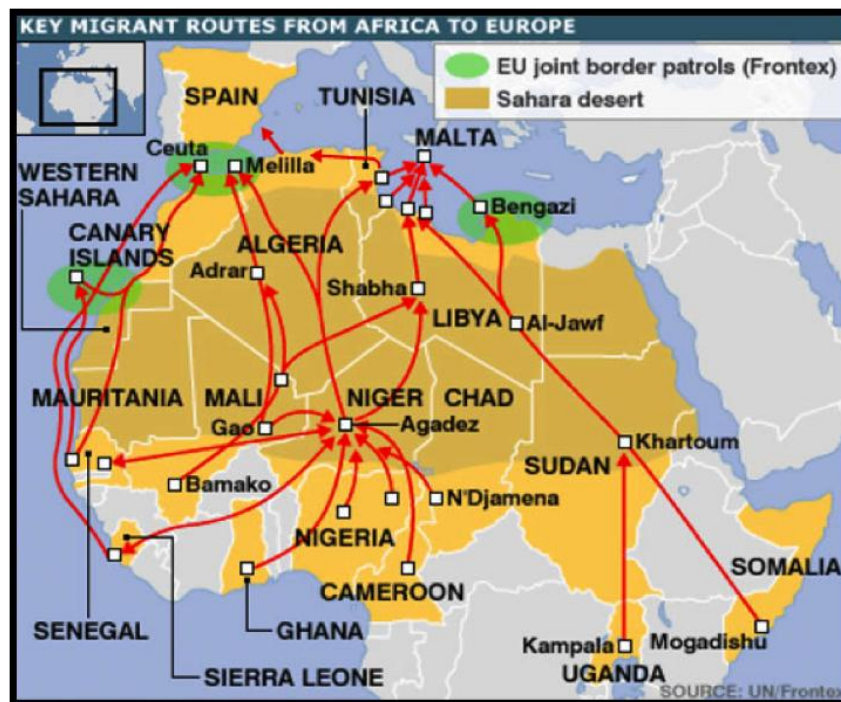 KEY MIGRANT ROUTES FROM AFRICA TO EUROPE
EU joint border patrols (Frontex)
Sahara desert
SPAIN
TUNISIA
MALTA
Ceuta
Melilla
WESTERN
SAHARA
Bengazi
CANARY
ISLANDS
ALGERIA
Adrar
Shabha
LIBYA
Al-Jawf
MAURITANIA
MALI
NIGER
CHAD
Gao
Agadez
Khartoum
SUDAN
Bamako
N'Djamena
NIGERIA
SOMALIA
CAMEROON
SENEGAL
GHANA
Kampala
Mogadishu
UGANDA
SIERRA LEONE
SOURCE: UN/Frontex